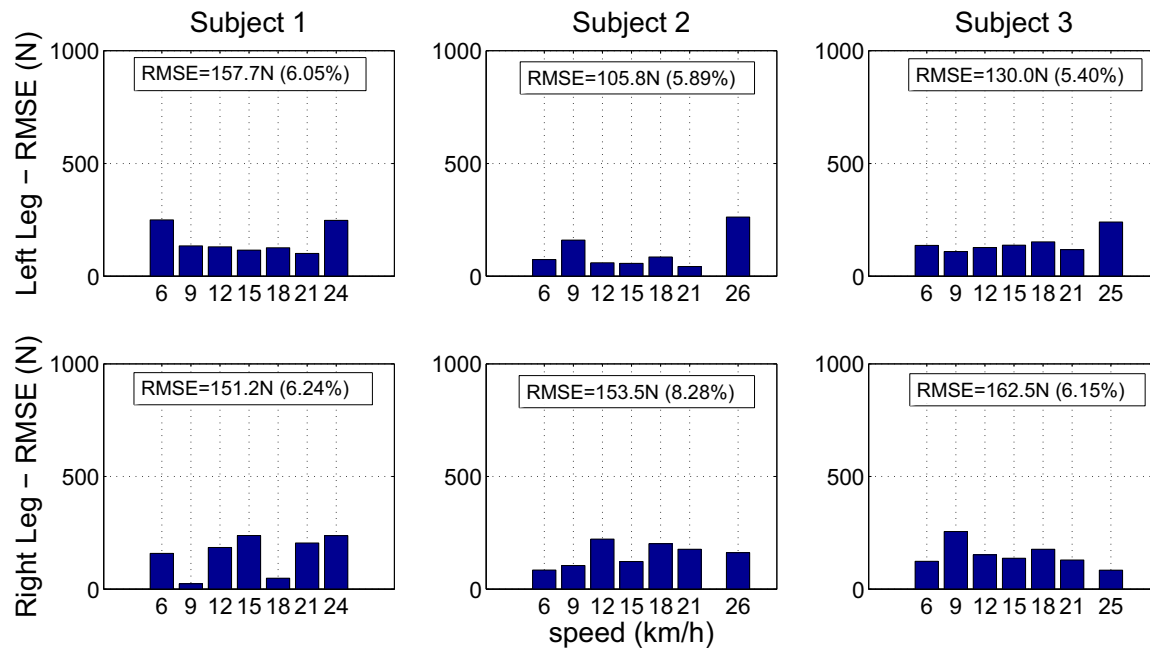 Subject 1
Subject 2
Subject 3
Left Leg − RMSE (N)
1000
500
0
RMSE=157.7N (6.05%)
6 9 12 15 18 21 24
1000
500
0
RMSE=105.8N (5.89%)
6 9 12 15 18 21 26
1000
500
0
RMSE=130.0N (5.40%)
6 9 12 15 18 21 25
Right Leg − RMSE (N)
1000
500
0
RMSE=151.2N (6.24%)
6 9 12 15 18 21 24
1000
500
0
RMSE=153.5N (8.28%)
6 9 12 15 18 21 26
1000
500
0
RMSE=162.5N (6.15%)
6 9 12 15 18 21 25
speed (km/h)